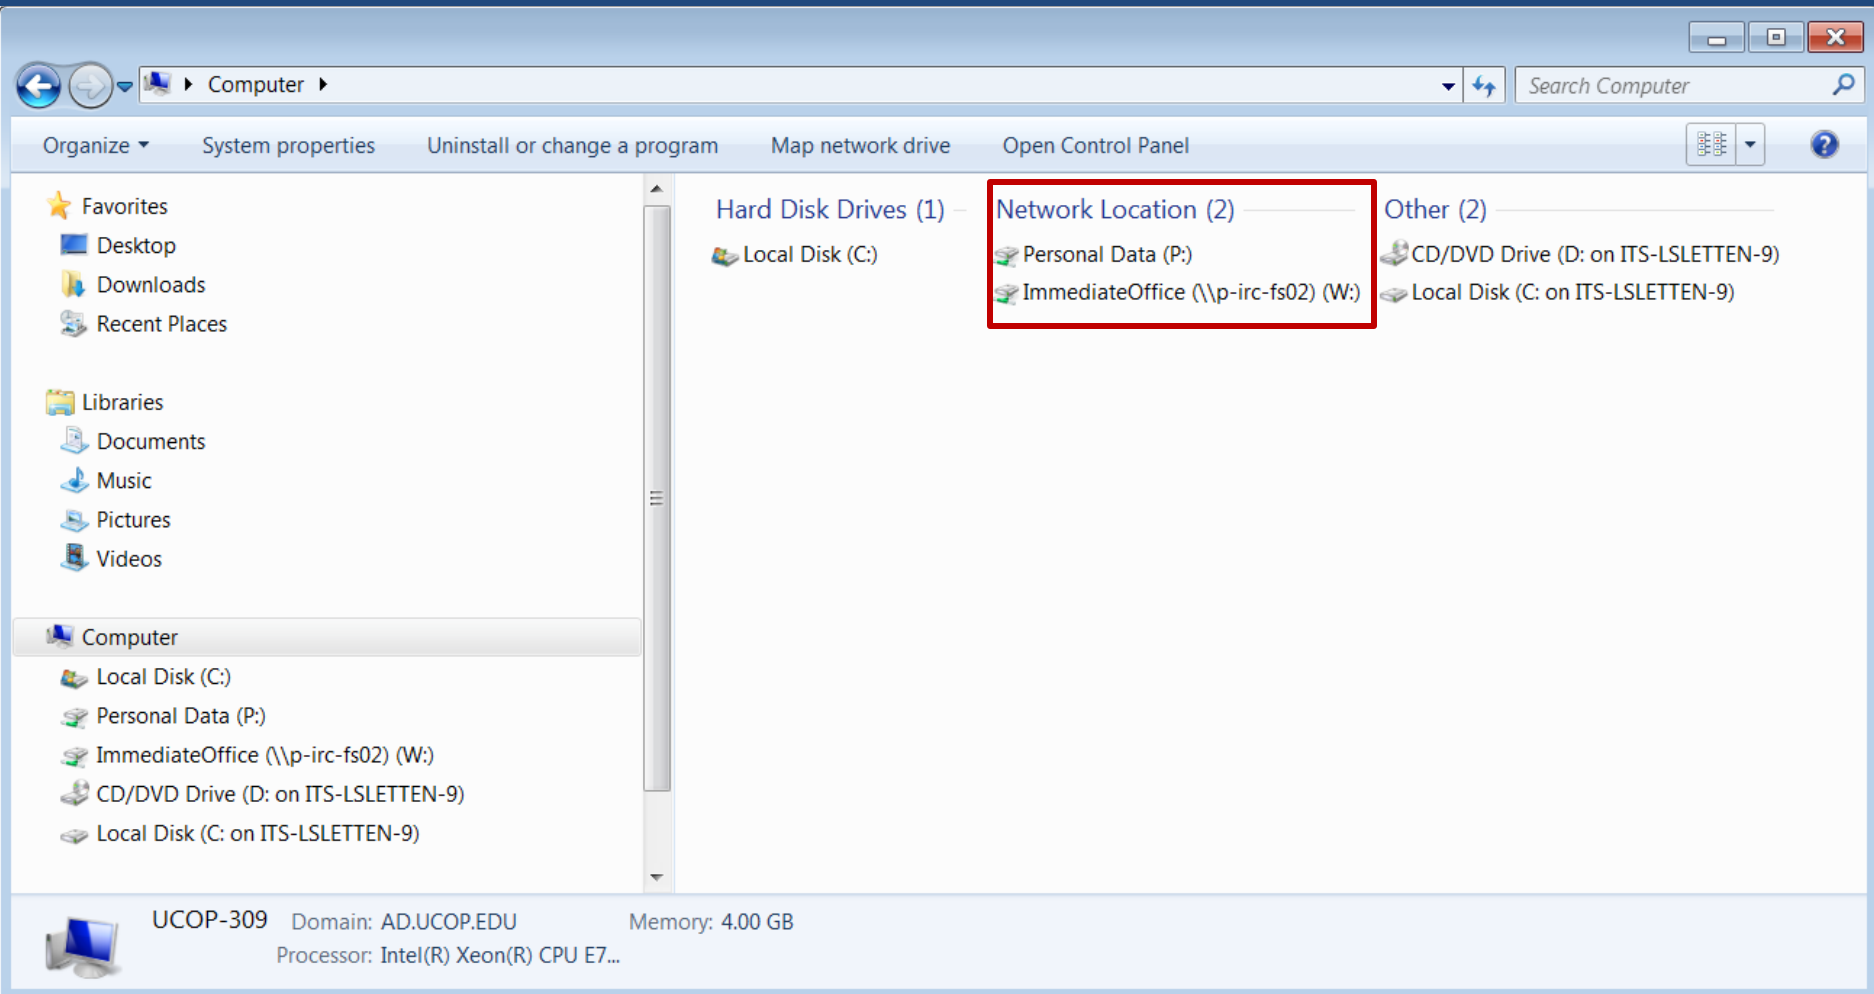 Computer
Search Computer
Organize
System properties
Uninstall or change a program
Map network drive
Open Control Panel
Favorites
Desktop
Downloads
Recent Places
Libraries
Documents
Music
Pictures
Videos
Computer
Local Disk (C:)
Personal Data (P:)
ImmediateOffice (\\p-irc-fs02) (W:)
CD/DVD Drive (D: on ITS-LSLETTEN-9)
Local Disk (C: on ITS-LSLETTEN-9)
Hard Disk Drives (1)
Local Disk (C:)
Network Location (2)
Personal Data (P:)
ImmediateOffice (\\p-irc-fs02) (W:)
Other (2)
CD/DVD Drive (D: on ITS-LSLETTEN-9)
Local Disk (C: on ITS-LSLETTEN-9)
UCOP-309 Domain: AD.UCOP.EDU Memory: 4.00 GB
Processor: Intel(R) Xeon(R) CPU E7...